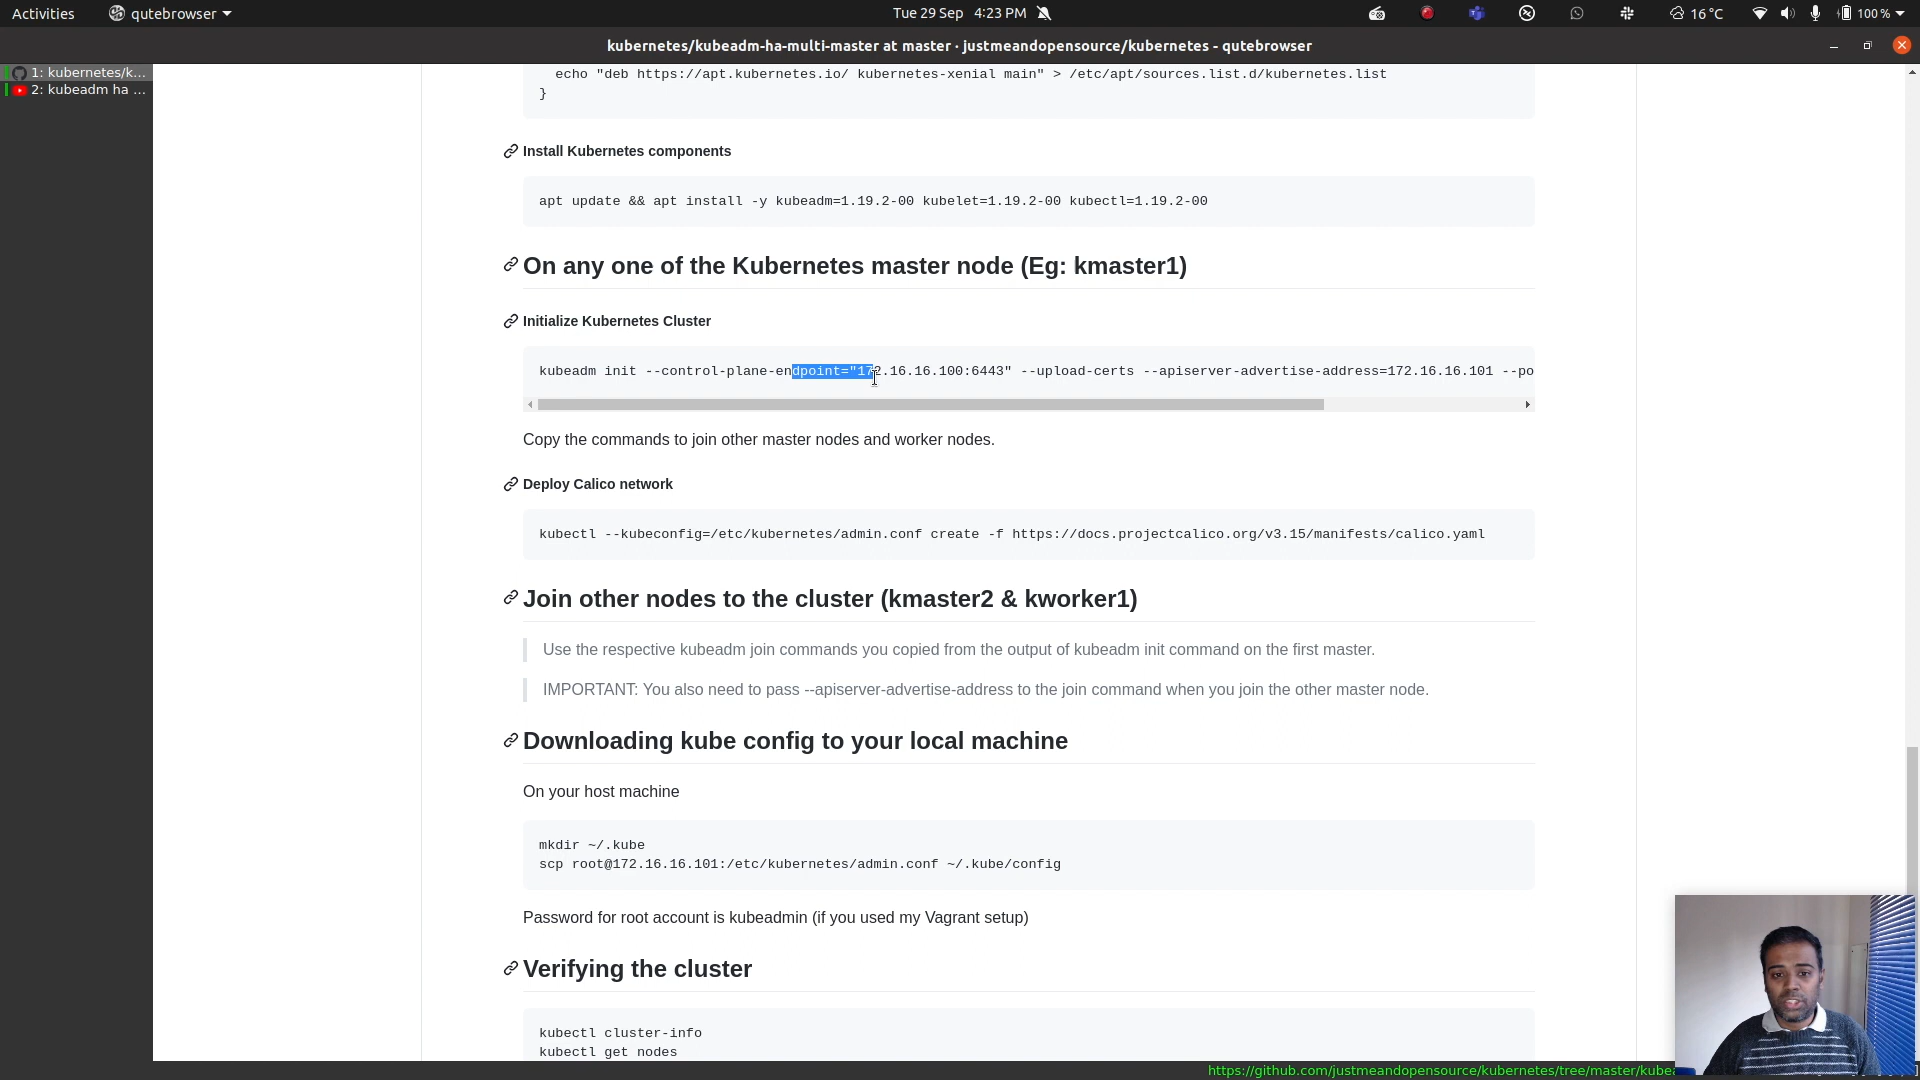 Activities
qutebrowser
Tue 29 Sep 4:23 PM
16 °C
100 %
kubernetes/kubeadm-ha-multi-master at master · justmeandopensource/kubernetes - qutebrowser
1: kubernetes/k...
2: kubeadm ha ...
echo "deb https://apt.kubernetes.io/ kubernetes-xenial main" > /etc/apt/sources.list.d/kubernetes.list
}
Install Kubernetes components
apt update && apt install -y kubeadm=1.19.2-00 kubelet=1.19.2-00 kubectl=1.19.2-00
On any one of the Kubernetes master node (Eg: kmaster1)
Initialize Kubernetes Cluster
kubeadm init --control-plane-endpoint="172.16.16.100:6443" --upload-certs --apiserver-advertise-address=172.16.16.101 --po
Copy the commands to join other master nodes and worker nodes.
Deploy Calico network
kubectl --kubeconfig=/etc/kubernetes/admin.conf create -f https://docs.projectcalico.org/v3.15/manifests/calico.yaml
Join other nodes to the cluster (kmaster2 & kworker1)
Use the respective kubeadm join commands you copied from the output of kubeadm init command on the first master.
IMPORTANT: You also need to pass --apiserver-advertise-address to the join command when you join the other master node.
Downloading kube config to your local machine
On your host machine
mkdir ~/.kube
scp root@172.16.16.101:/etc/kubernetes/admin.conf ~/.kube/config
Password for root account is kubeadmin (if you used my Vagrant setup)
Verifying the cluster
kubectl cluster-info
kubectl get nodes
https://github.com/justmeandopensource/kubernetes/tree/master/kubea